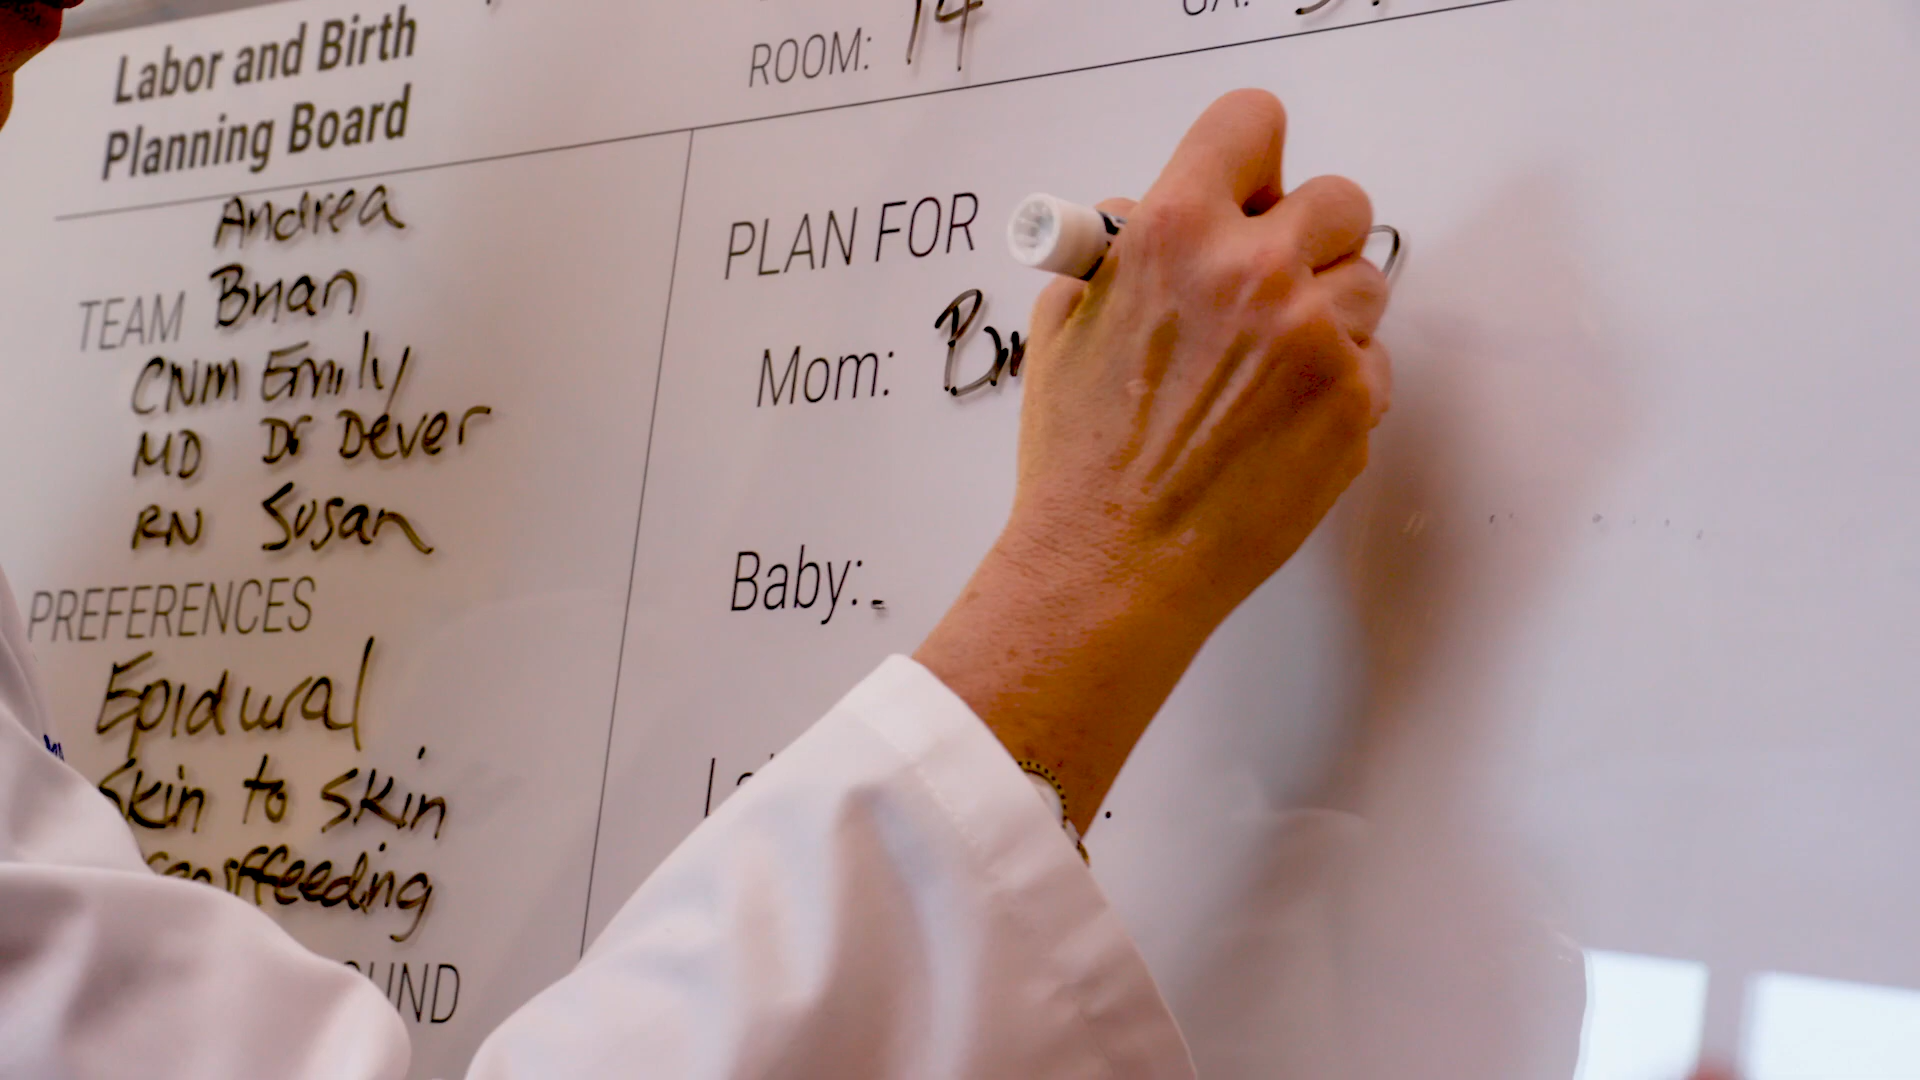 Labor and Birth
Planning Board
ROOM: 14
GA:
TEAM
Andrea
Brian
CNM Emily
MD Dr Dever
RN Susan
PREFERENCES
Epidural
Skin to Skin
PLAN FOR
Mom:
Baby: